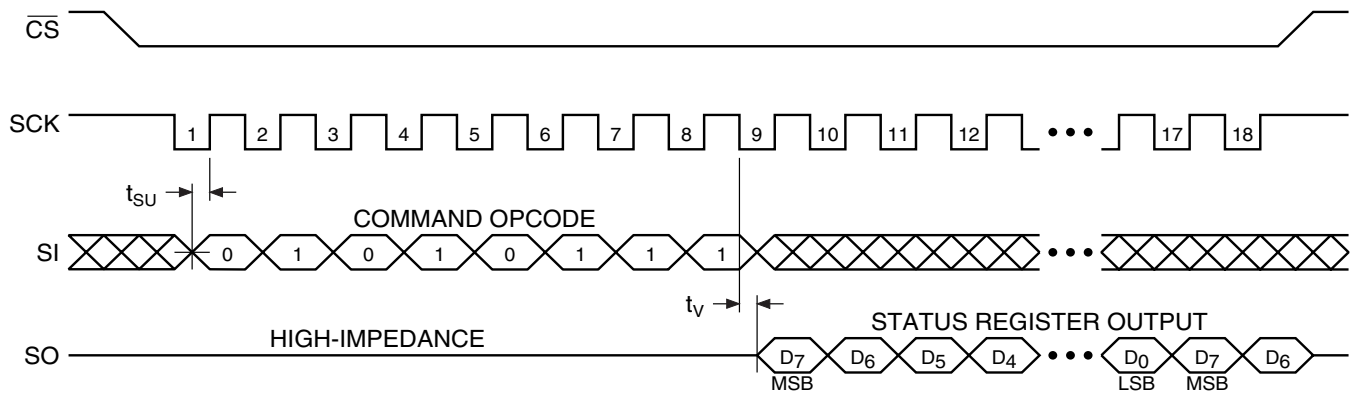 CS
SCK
1 2 3 4 5 6 7 8 9 10 11 12 ••• 17 18
tSU
COMMAND OPCODE
SI
0 1 0 1 0 1 1 1 •••
tV
HIGH-IMPEDANCE
STATUS REGISTER OUTPUT
SO
D7 D6 D5 D4 ••• D0 D7 D6
MSB LSB MSB